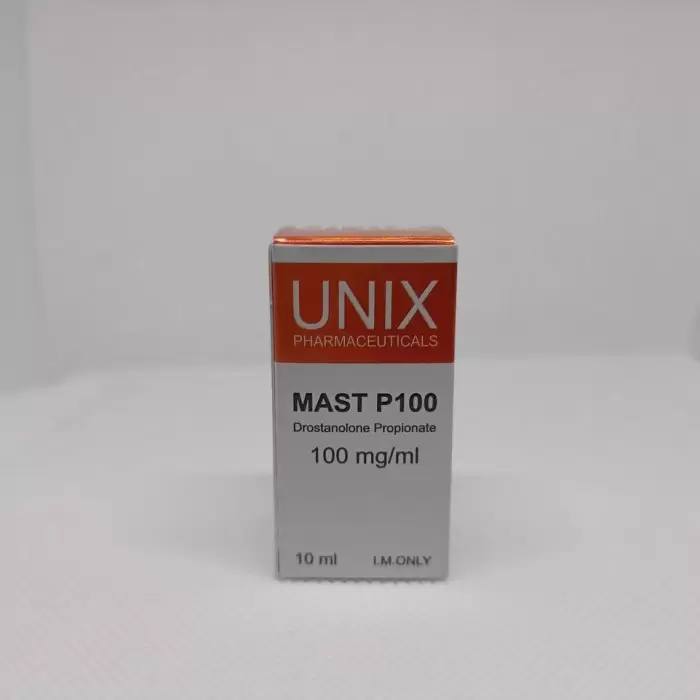 UNIX
PHARMACEUTICALS
MAST P100
Drostanolone Propionate
100 mg/ml
10 ml I.M-ONLY